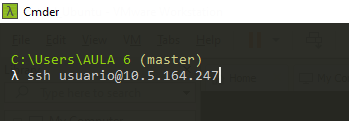 λ Cmder
C:\Users\AULA 6 (master)
λ ssh usuario@10.5.164.247